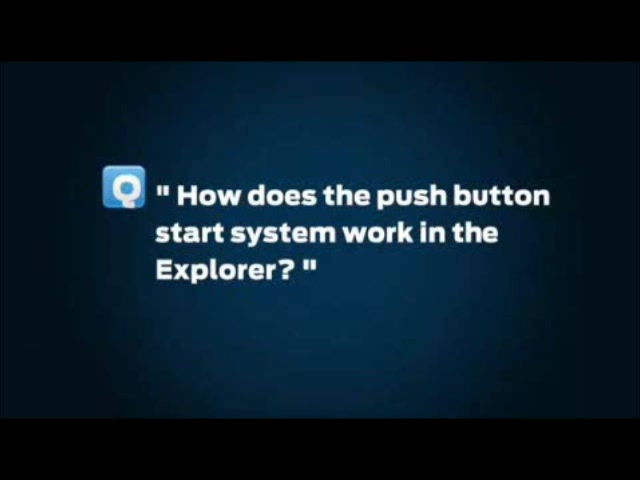 Q " How does the push button
start system work in the
Explorer? "